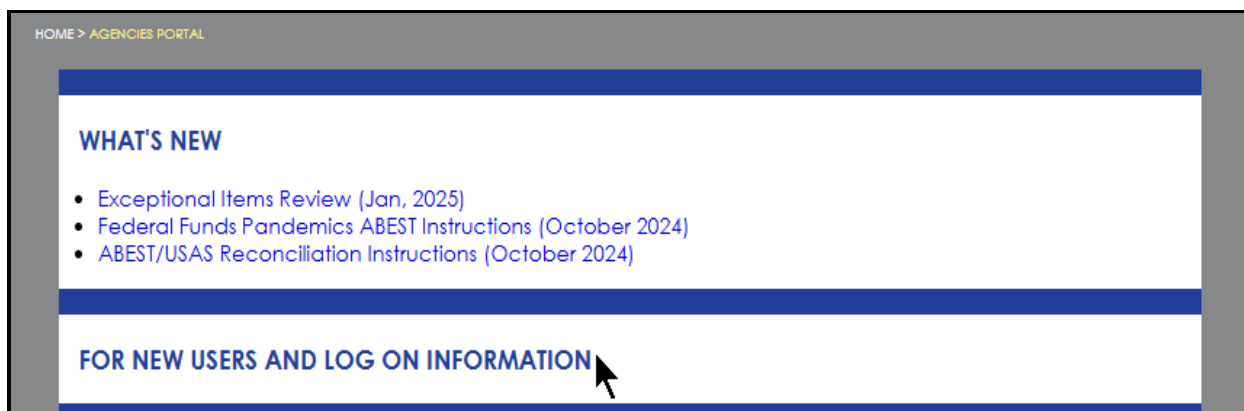 HOME > AGENCIES PORTAL
WHAT'S NEW
• Exceptional Items Review (Jan, 2025)
• Federal Funds Pandemics ABEST Instructions (October 2024)
• ABEST/USAS Reconciliation Instructions (October 2024)
FOR NEW USERS AND LOG ON INFORMATION